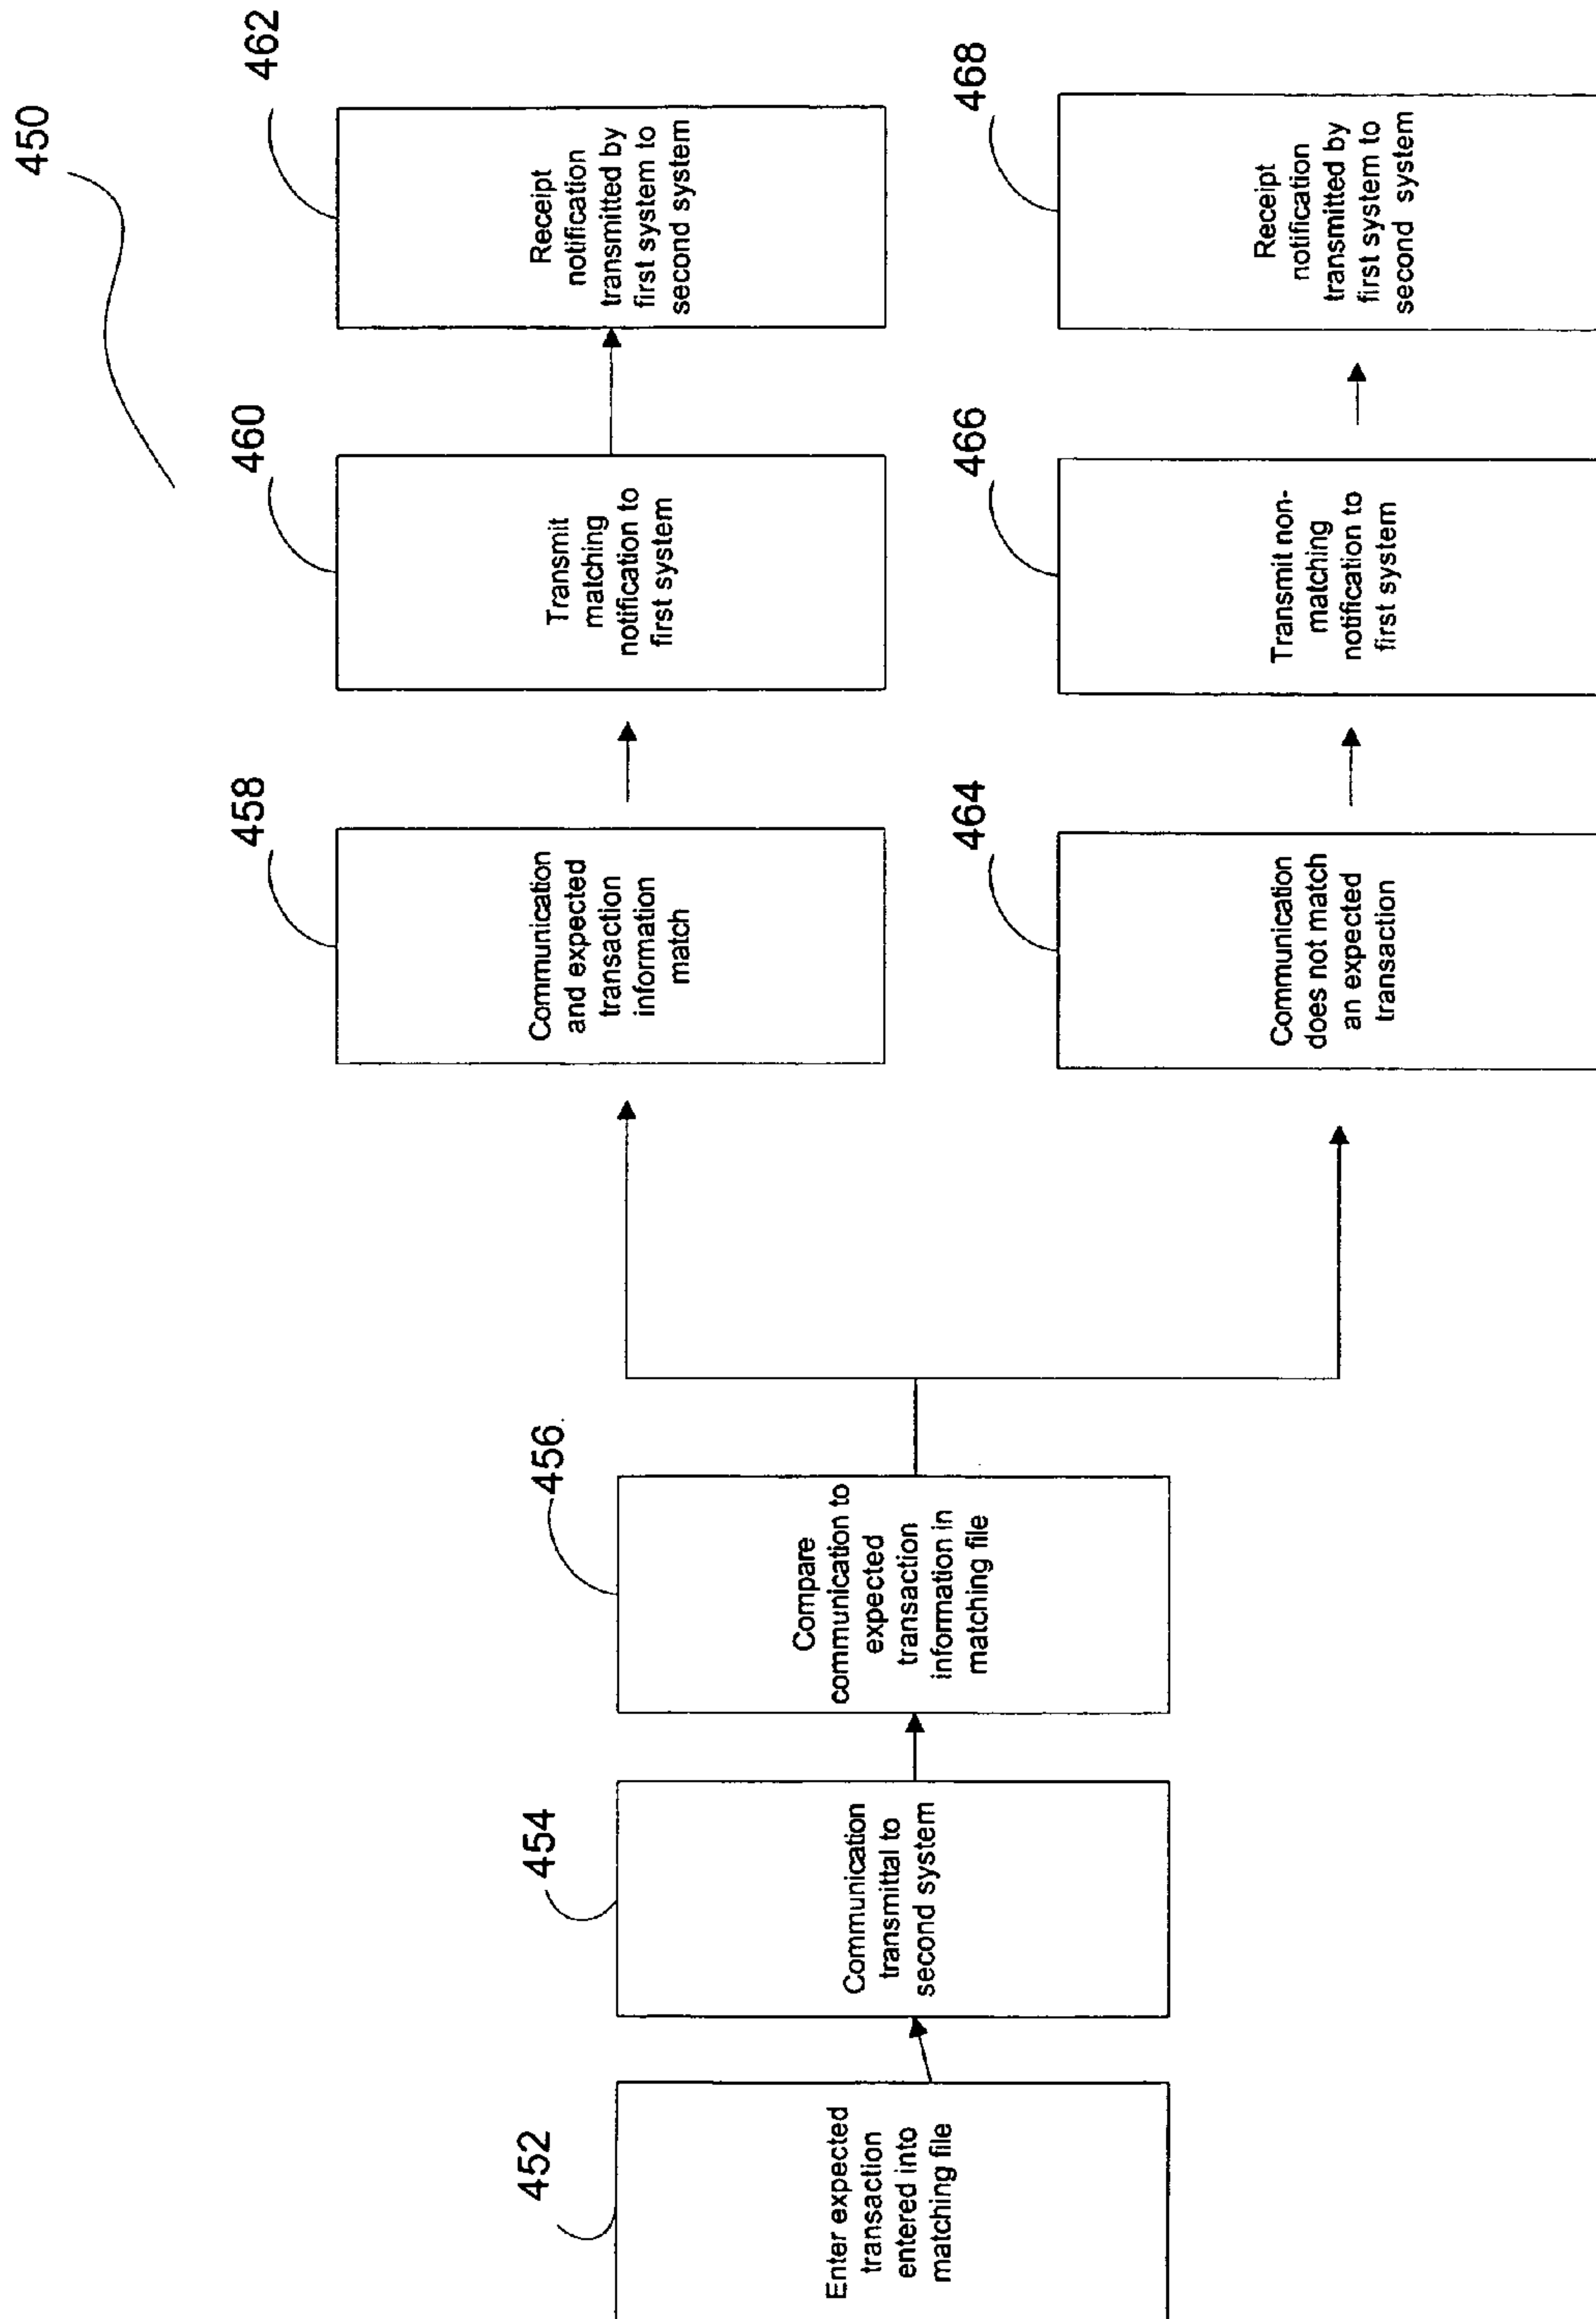 450
452
Enter expected
transaction
entered into
matching file
454
Communication
transmittal to
second system
456
Compare
communication to
expected
transaction
information in
matching file
458
Communication
and expected
transaction
information
match
460
Transmit
matching
notification to
first system
462
Receipt
notification
transmitted by
first system to
second system
464
Communication
does not match
an expected
transaction
466
Transmit non-
matching
notification to
first system
468
Receipt
notification
transmitted by
first system to
second system